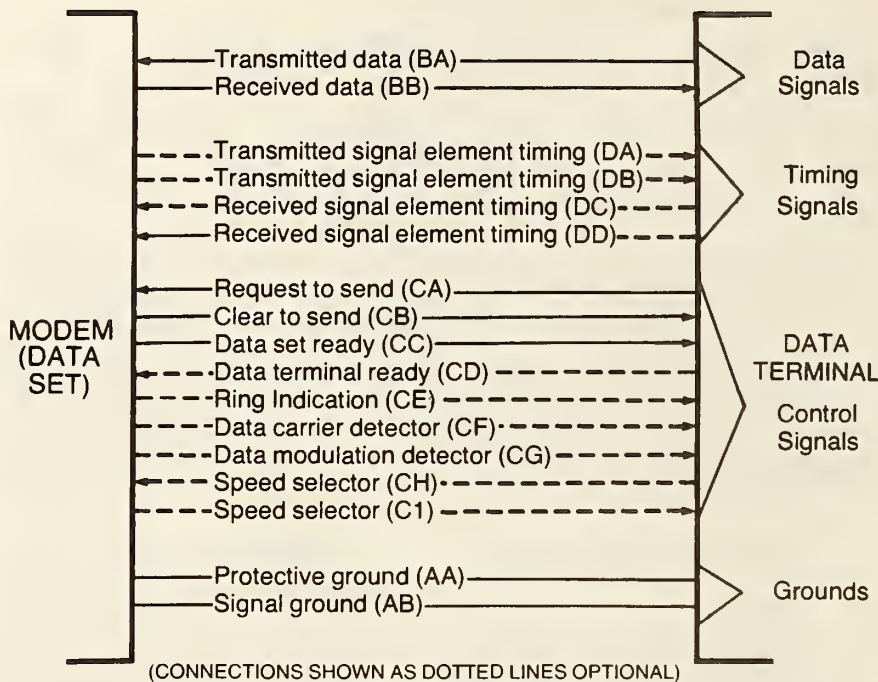 Transmitted data (BA)
Received data (BB)
Data
Signals
Transmitted signal element timing (DA)
Transmitted signal element timing (DB)
Received signal element timing (DC)
Received signal element timing (DD)
Timing
Signals
MODEM
(DATA
SET)
Request to send (CA)
Clear to send (CB)
Data set ready (CC)
Data terminal ready (CD)
Ring Indication (CE)
Data carrier detector (CF)
Data modulation detector (CG)
Speed selector (CH)
Speed selector (C1)
DATA
TERMINAL
Control
Signals
Protective ground (AA)
Signal ground (AB)
Grounds
(CONNECTIONS SHOWN AS DOTTED LINES OPTIONAL)